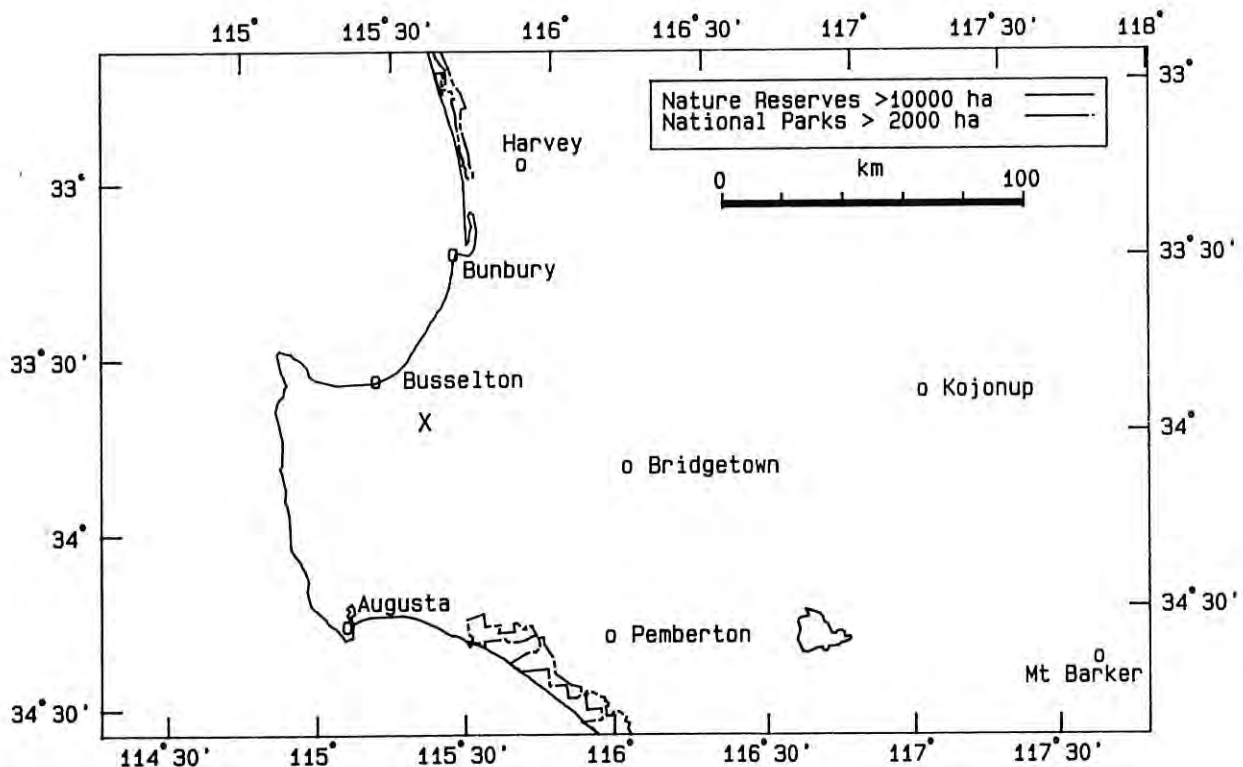 115° 115°30' 116° 116°30' 117° 117°30' 118°
33°
Nature Reserves >10000 ha
National Parks > 2000 ha
Harvey
km
0 100
33°
33°30'
Bunbury
33°30'
Busselton
Kojonup
X
34°
Bridgetown
34°
Augusta
34°30'
Pemberton
Mt Barker
34°30'
114°30' 115° 115°30' 116° 116°30' 117° 117°30'